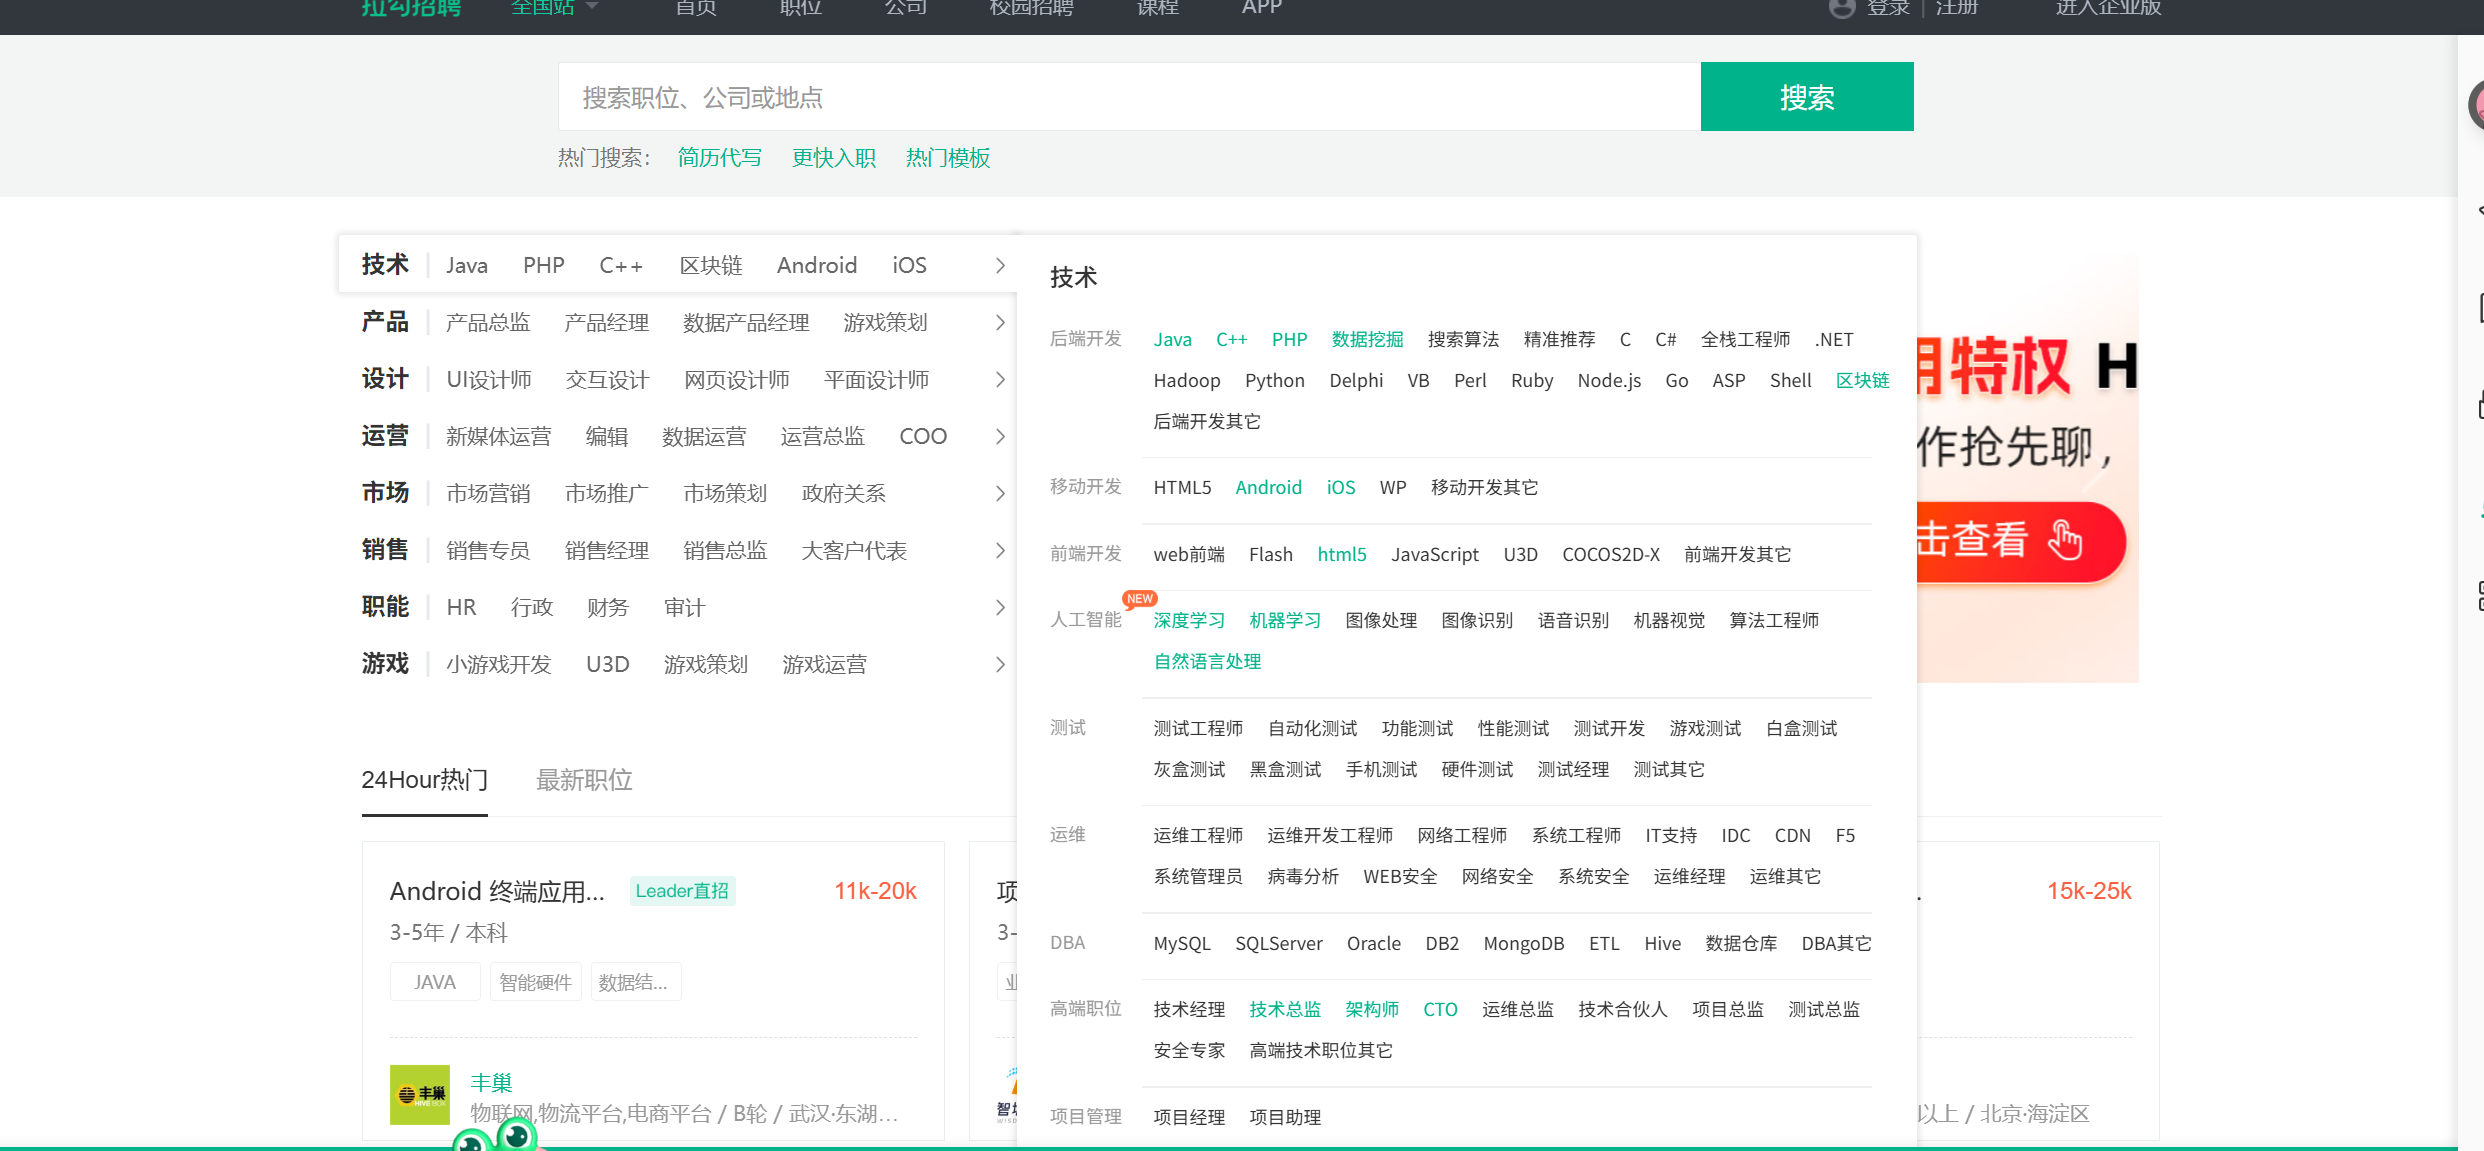 拉勾招聘 全国站 首页 职位 公司 校园招聘 课程 APP 登录 | 注册 进入企业版
搜索职位、公司或地点 搜索
热门搜索: 简历代写 更快入职 热门模板
技术 Java PHP C++ 区块链 Android iOS
产品 产品总监 产品经理 数据产品经理 游戏策划
设计 UI设计师 交互设计 网页设计师 平面设计师
运营 新媒体运营 编辑 数据运营 运营总监 COO
市场 市场营销 市场推广 市场策划 政府关系
销售 销售专员 销售经理 销售总监 大客户代表
职能 HR 行政 财务 审计
游戏 小游戏开发 U3D 游戏策划 游戏运营
技术
后端开发 Java C++ PHP 数据挖掘 搜索算法 精准推荐 C C# 全栈工程师 .NET
Hadoop Python Delphi VB Perl Ruby Node.js Go ASP Shell 区块链
后端开发其它
移动开发 HTML5 Android iOS WP 移动开发其它
前端开发 web前端 Flash html5 JavaScript U3D COCOS2D-X 前端开发其它
人工智能 NEW 深度学习 机器学习 图像处理 图像识别 语音识别 机器视觉 算法工程师
自然语言处理
测试 测试工程师 自动化测试 功能测试 性能测试 测试开发 游戏测试 白盒测试
灰盒测试 黑盒测试 手机测试 硬件测试 测试经理 测试其它
运维 运维工程师 运维开发工程师 网络工程师 系统工程师 IT支持 IDC CDN F5
系统管理员 病毒分析 WEB安全 网络安全 系统安全 运维经理 运维其它
DBA MySQL SQLServer Oracle DB2 MongoDB ETL Hive 数据仓库 DBA其它
高端职位 技术经理 技术总监 架构师 CTO 运维总监 技术合伙人 项目总监 测试总监
安全专家 高端技术职位其它
项目管理 项目经理 项目助理
用特权 H
作抢先聊，
击查看
24Hour热门 最新职位
Android 终端应用... Leader直招 11k-20k
3-5年 / 本科
JAVA 智能硬件 数据结...
丰巢
HIVE BOX
丰巢
物联网,物流平台,电商平台 / B轮 / 武汉·东湖...
项
3-
业
智
15k-25k
以上 / 北京·海淀区